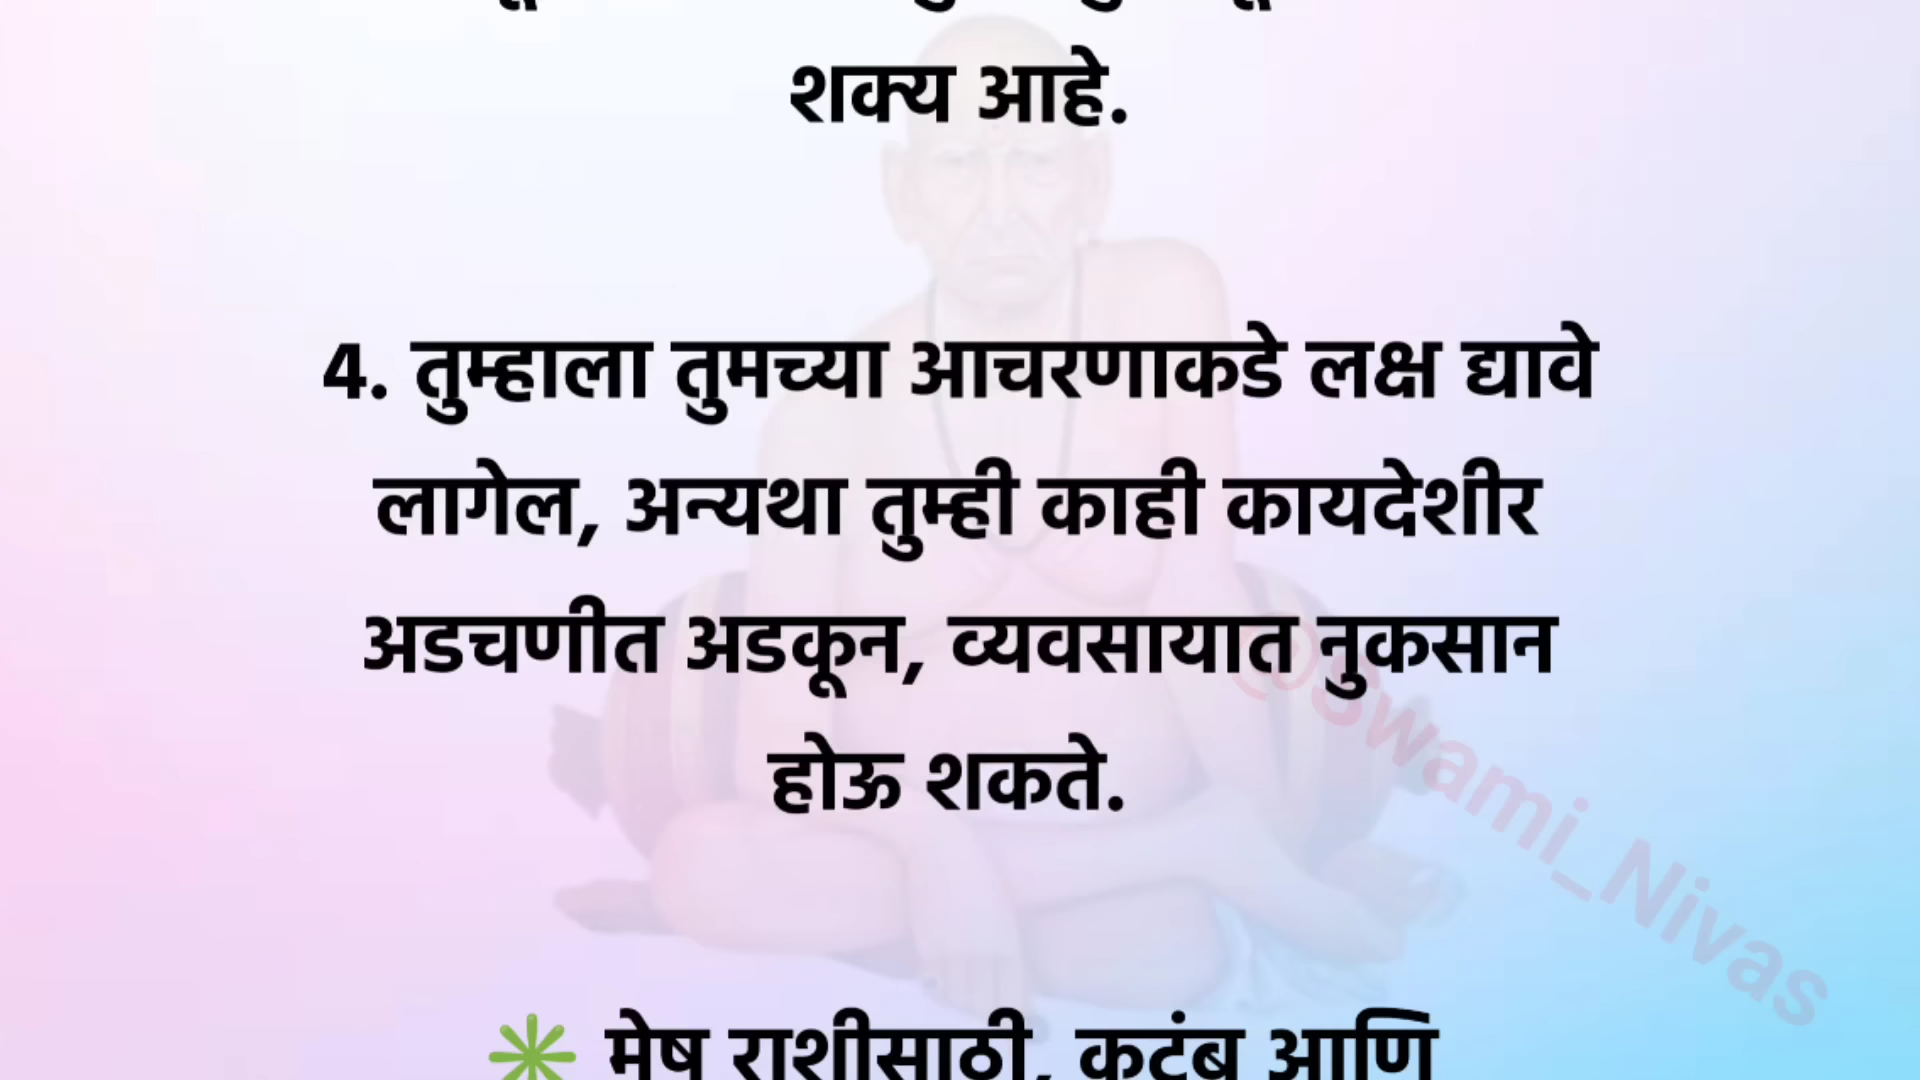 शक्य आहे.
4. तुम्हाला तुमच्या आचरणाकडे लक्ष द्यावे
लागेल, अन्यथा तुम्ही काही कायदेशीर
अडचणीत अडकून, व्यवसायात नुकसान
होऊ शकते.
@Swami_Nivas
✳ मेष राशीसाठी, कुटुंब आणि